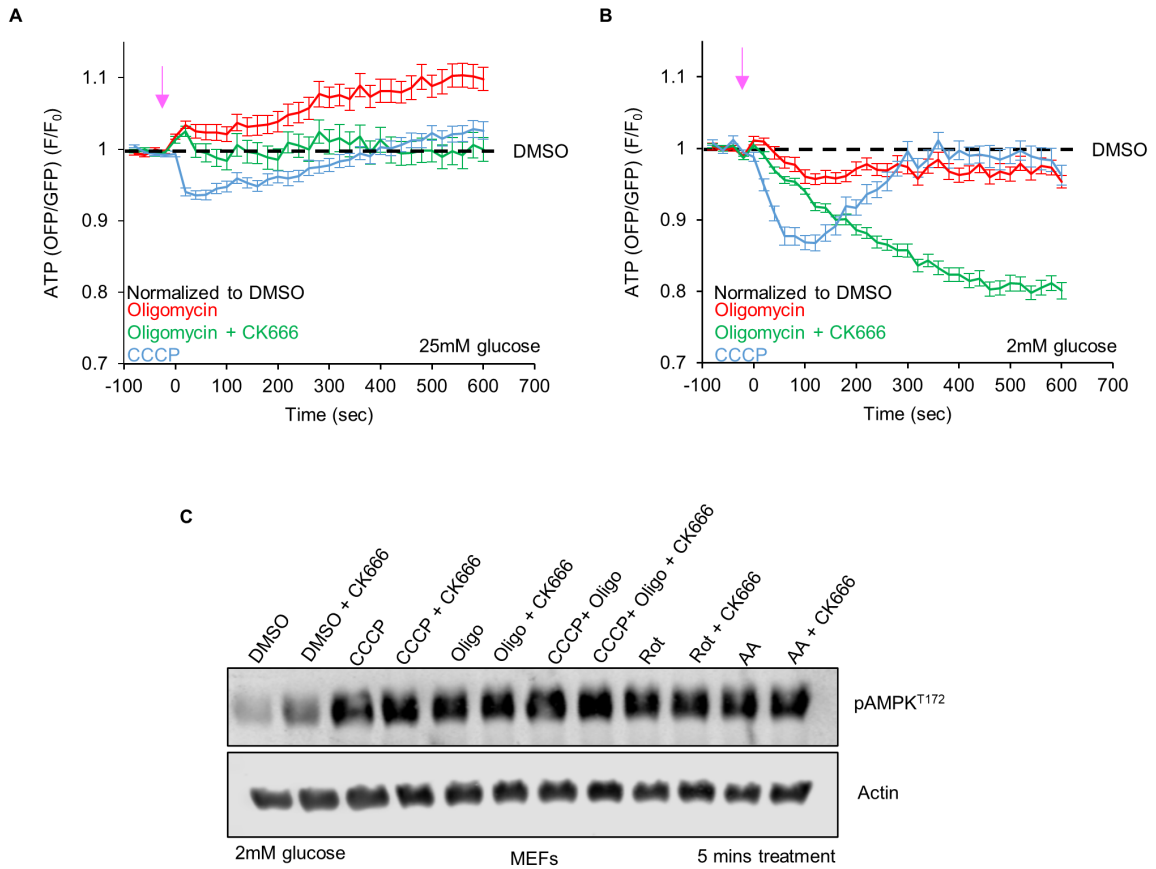 A
B
1.1
1
0.9
0.8
0.7
ATP (OFP/GFP) (F/F0)
DMSO
Normalized to DMSO
Oligomycin
Oligomycin + CK666
CCCP
25mM glucose
-100 0 100 200 300 400 500 600 700
Time (sec)
1.1
1
0.9
0.8
0.7
ATP (OFP/GFP) (F/F0)
DMSO
Normalized to DMSO
Oligomycin
Oligomycin + CK666
CCCP
2mM glucose
-100 0 100 200 300 400 500 600 700
Time (sec)
C
DMSO
DMSO + CK666
CCCP
CCCP + CK666
Oligo
Oligo + CK666
CCCP+ Oligo
CCCP+ Oligo + CK666
Rot
Rot + CK666
AA
AA + CK666
pAMPKT172
Actin
2mM glucose
MEFs
5 mins treatment